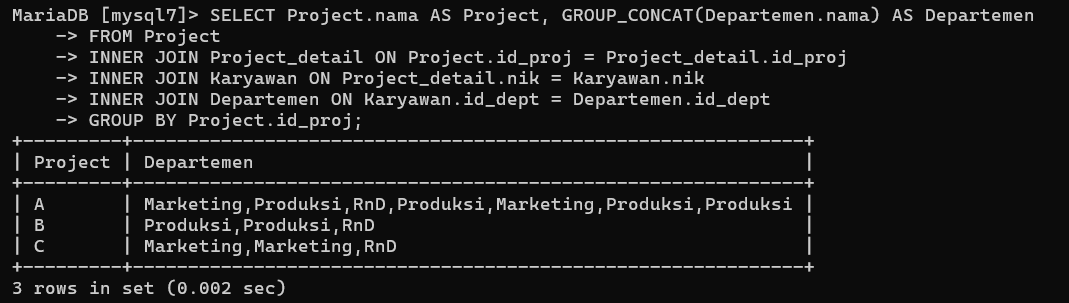 MariaDB [mysql7]> SELECT Project.nama AS Project, GROUP_CONCAT(Departemen.nama) AS Departemen
    -> FROM Project
    -> INNER JOIN Project_detail ON Project.id_proj = Project_detail.id_proj
    -> INNER JOIN Karyawan ON Project_detail.nik = Karyawan.nik
    -> INNER JOIN Departemen ON Karyawan.id_dept = Departemen.id_dept
    -> GROUP BY Project.id_proj;
+---------+-------------------------------------------------------------+
| Project | Departemen                                                  |
+---------+-------------------------------------------------------------+
| A       | Marketing,Produksi,RnD,Produksi,Marketing,Produksi,Produksi |
| B       | Produksi,Produksi,RnD                                       |
| C       | Marketing,Marketing,RnD                                     |
+---------+-------------------------------------------------------------+
3 rows in set (0.002 sec)